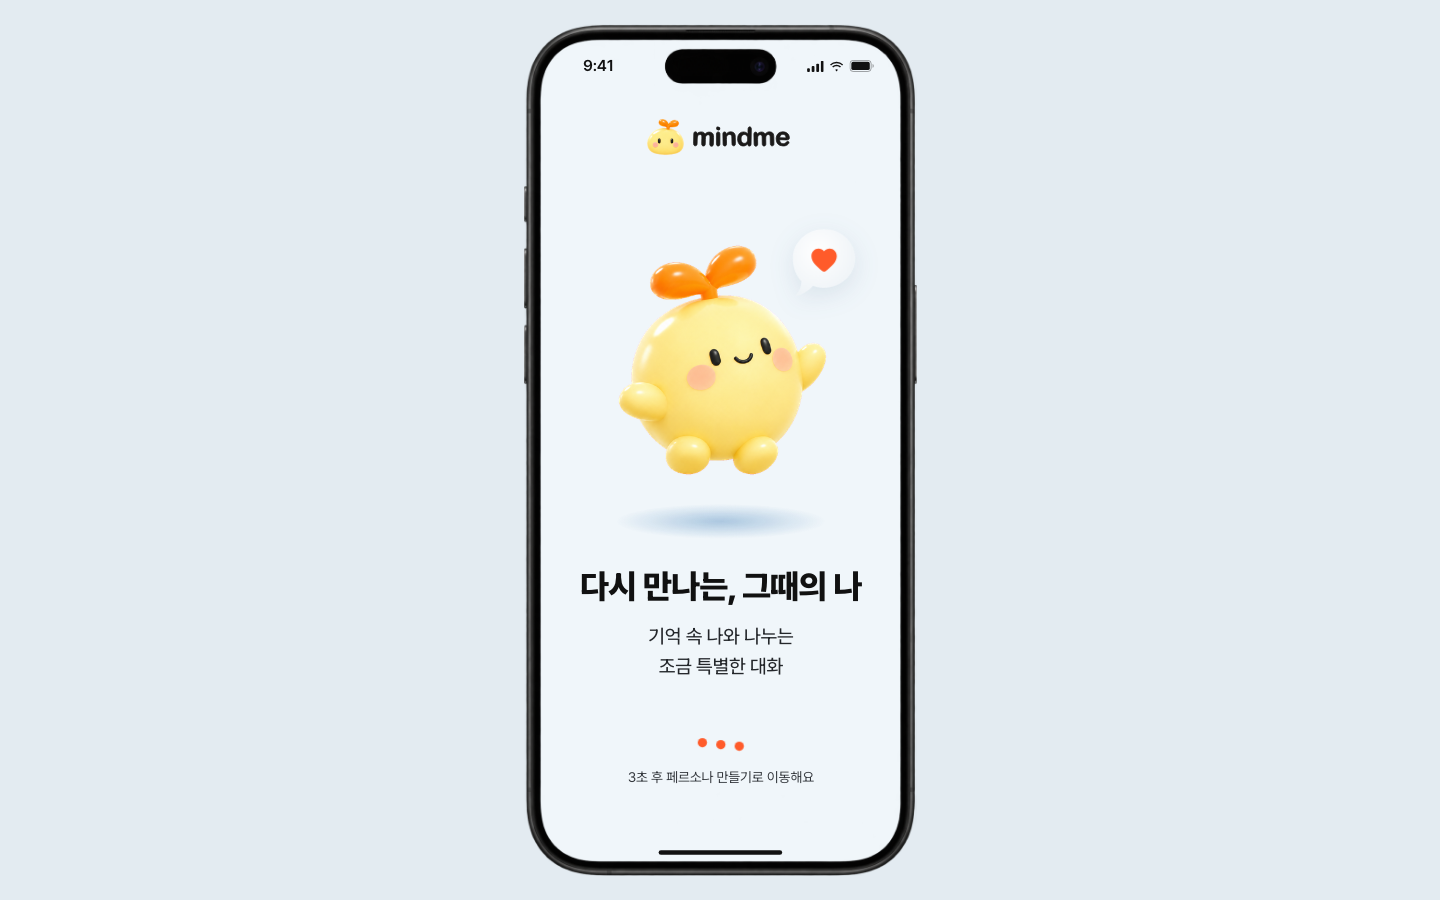 9:41
mindme
다시 만나는, 그때의 나
기억 속 나와 나누는
조금 특별한 대화
3초 후 페르소나 만들기로 이동해요